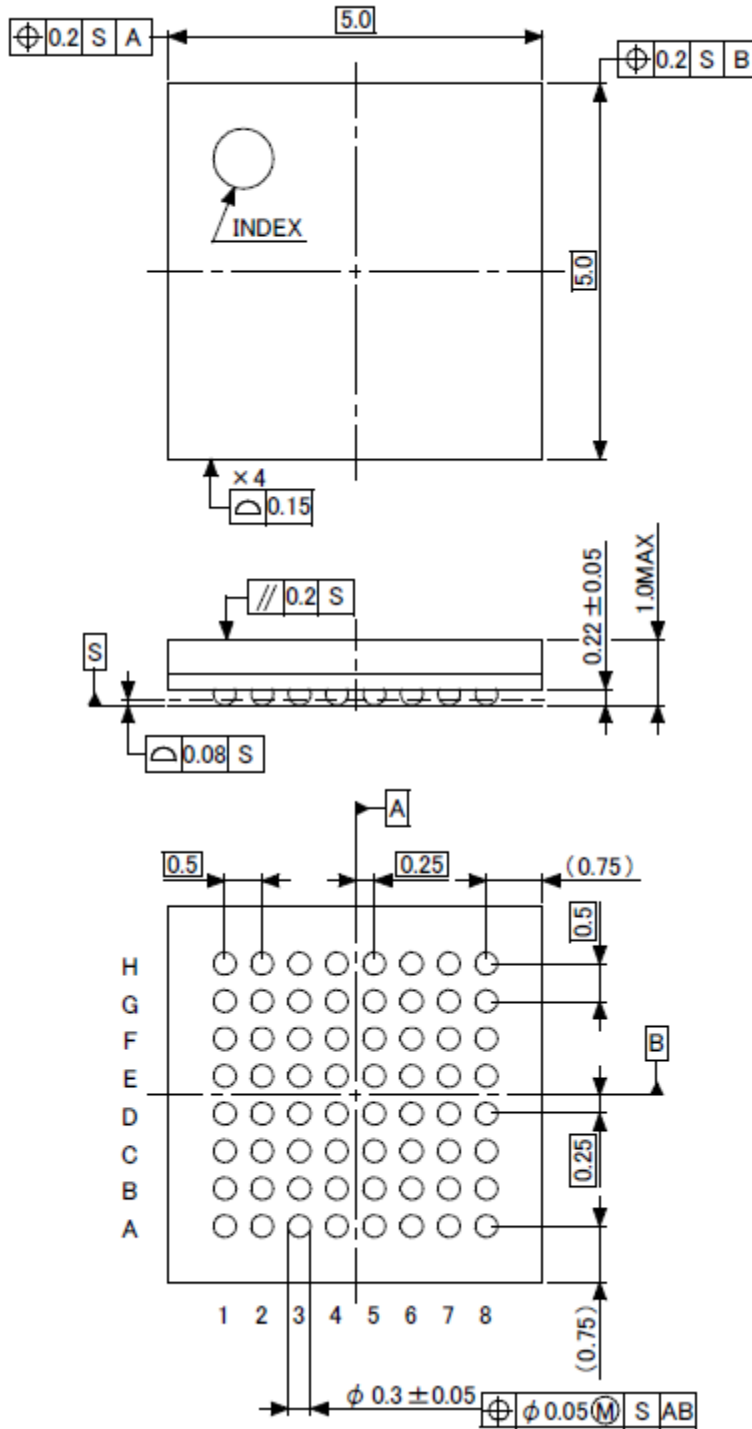 5.0
⌖ 0.2 S A
⌖ 0.2 S B
INDEX
5.0
×4
⌓ 0.15
// 0.2 S
0.22 ±0.05
1.0MAX
S
⌓ 0.08 S
A
0.5
0.25
(0.75)
0.5
H
G
F
E
D
C
B
A
B
0.25
1 2 3 4 5 6 7 8
(0.75)
φ 0.3 ±0.05
⌖ φ 0.05 Ⓜ S AB